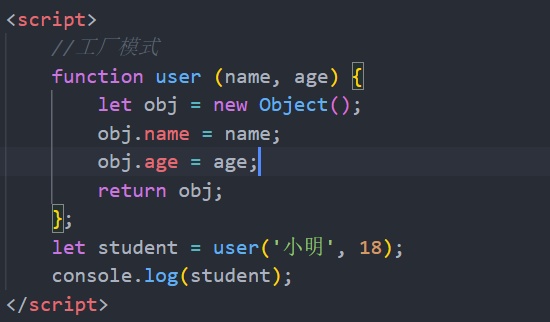 <script>
//工厂模式
function user (name, age) {
let obj = new Object();
obj.name = name;
obj.age = age;
return obj;
};
let student = user('小明', 18);
console.log(student);
</script>